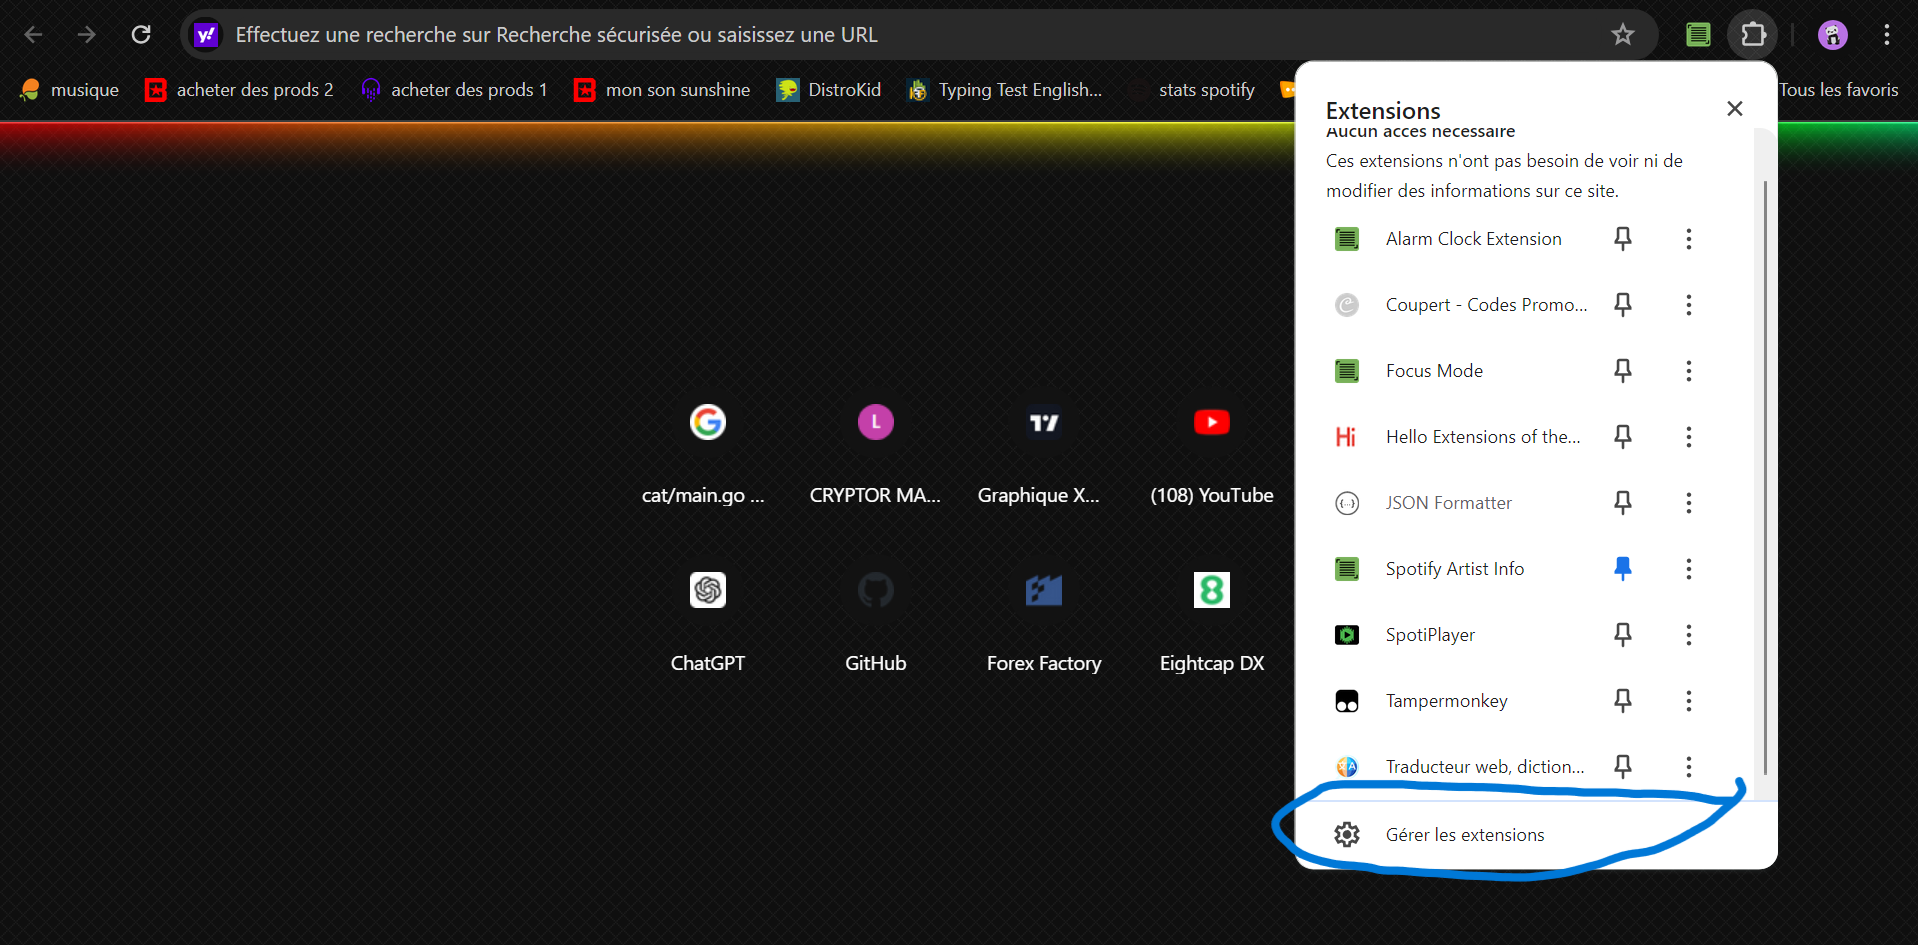 y!
Effectuez une recherche sur Recherche sécurisée ou saisissez une URL
musique
acheter des prods 2
acheter des prods 1
mon son sunshine
DistroKid
Typing Test English...
stats spotify
Tous les favoris
Extensions
Aucun accès nécessaire
Ces extensions n'ont pas besoin de voir ni de
modifier des informations sur ce site.
Alarm Clock Extension
Coupert - Codes Promo...
Focus Mode
Hi
Hello Extensions of the...
{...}
JSON Formatter
Spotify Artist Info
SpotiPlayer
Tampermonkey
Traducteur web, diction...
Gérer les extensions
G
cat/main.go ...
L
CRYPTOR MA...
Graphique X...
(108) YouTube
ChatGPT
GitHub
Forex Factory
8
Eightcap DX